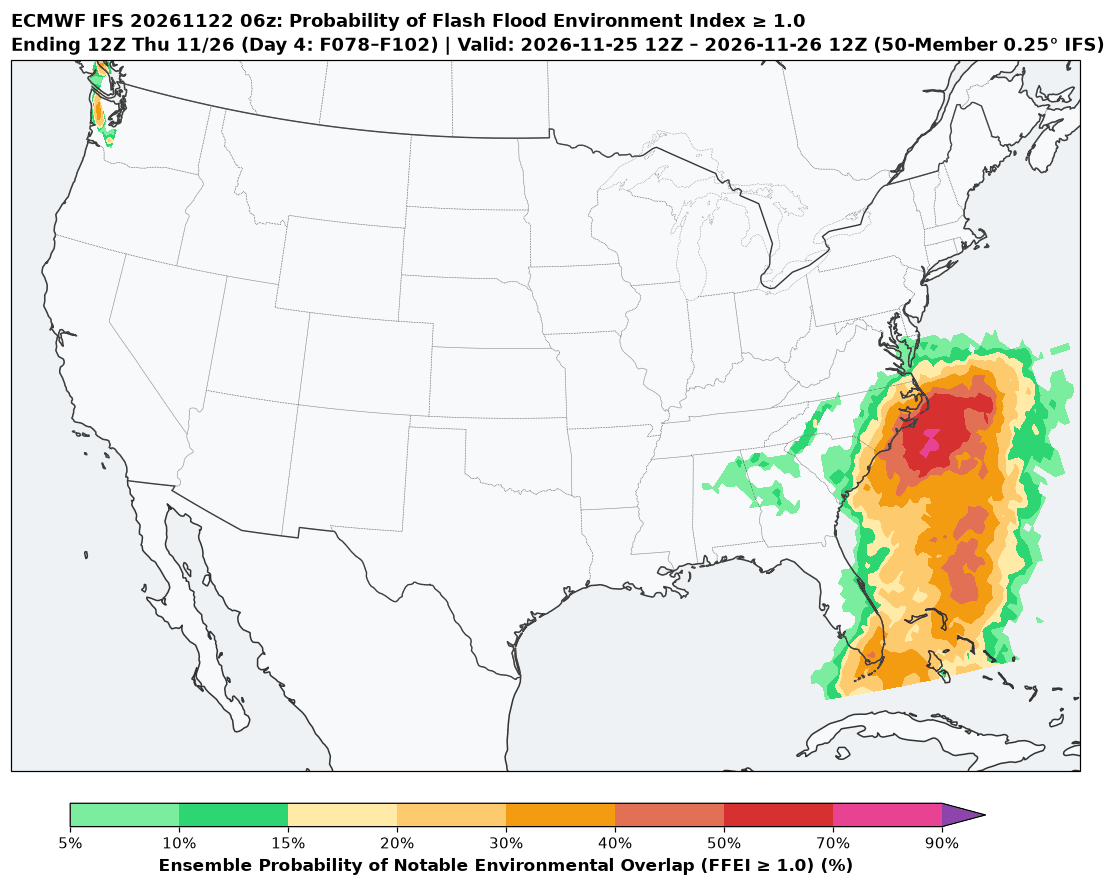 ECMWF IFS 20261122 06z: Probability of Flash Flood Environment Index ≥ 1.0
Ending 12Z Thu 11/26 (Day 4: F078–F102) | Valid: 2026-11-25 12Z – 2026-11-26 12Z (50-Member 0.25° IFS)
5% 10% 15% 20% 30% 40% 50% 70% 90%
Ensemble Probability of Notable Environmental Overlap (FFEI ≥ 1.0) (%)